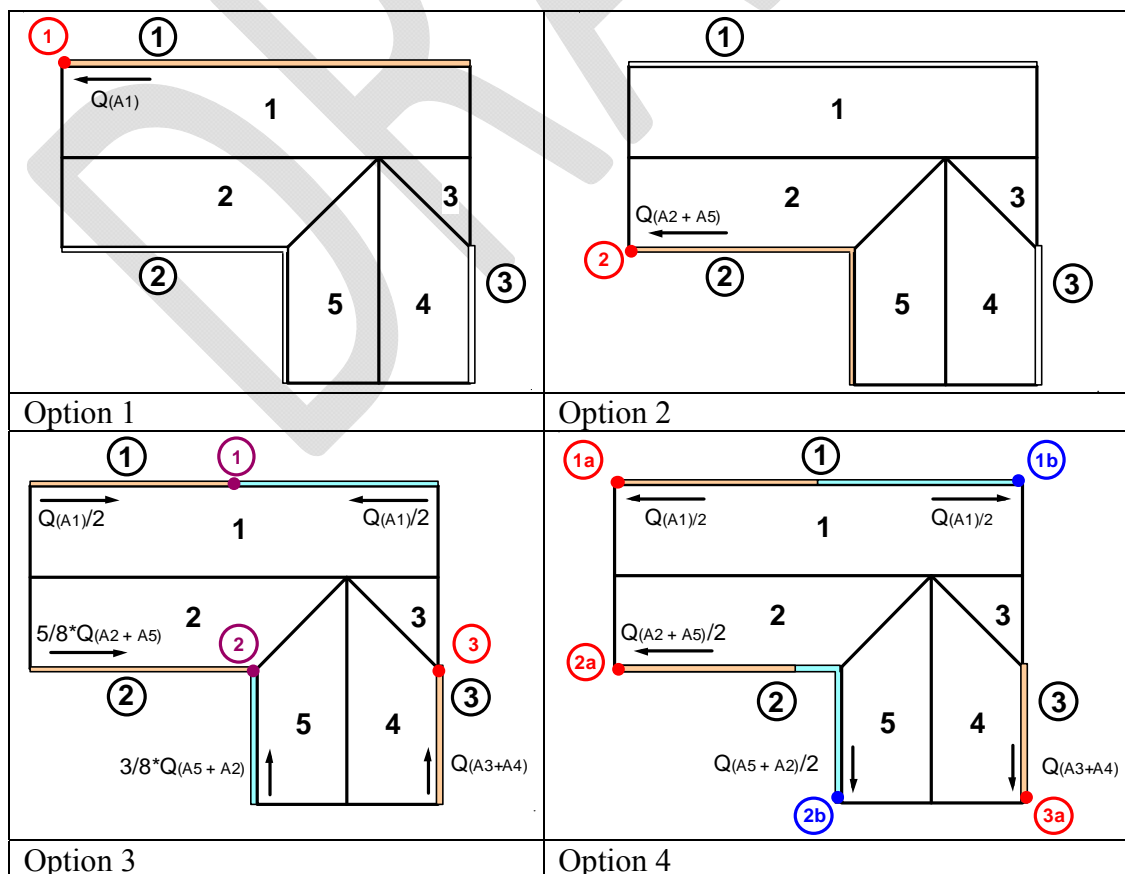 1
1
Q(A1)
1
2
3
2
3
5
4
Option 1
1
1
2
3
Q(A2 + A5)
2
2
3
5
4
Option 2
1
1
Q(A1)/2
Q(A1)/2
1
2
3
5/8*Q(A2 + A5)
2
3
2
3
5
4
3/8*Q(A5 + A2)
Q(A3+A4)
Option 3
1a
1
1b
Q(A1)/2
Q(A1)/2
1
2
3
Q(A2 + A5)/2
2a
2
3
5
4
Q(A5 + A2)/2
Q(A3+A4)
2b
3a
Option 4
DRA